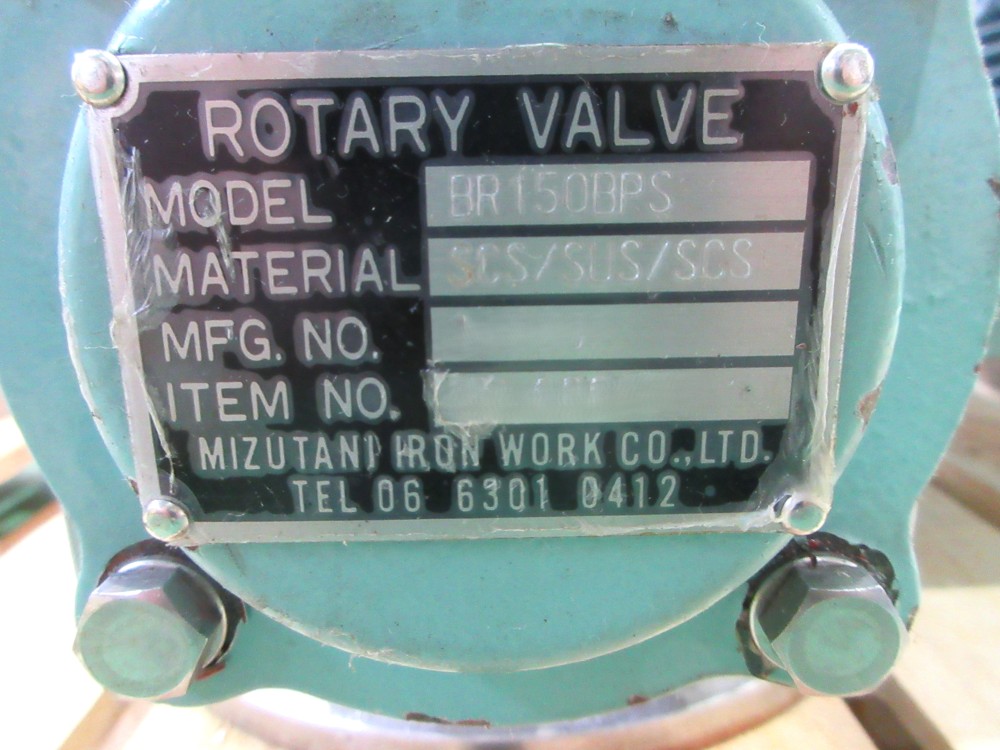 ROTARY VALVE
MODEL BR150BPS
MATERIAL SCS/SUS/SCS
MFG. NO.
ITEM NO.
MIZUTANI IRON WORK CO.,LTD.
TEL 06 6301 0412